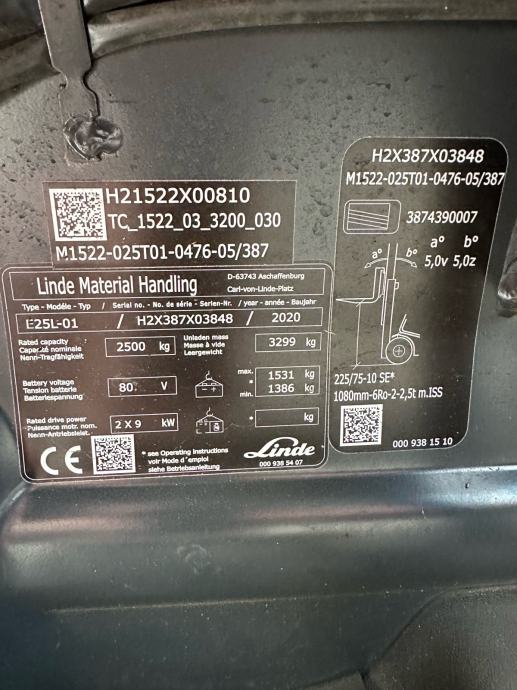 H21522X00810
TC_1522_03_3200_030
M1522-025T01-0476-05/387
Linde Material Handling
D-63743 Aschaffenburg
Carl-von-Linde-Platz
Type - Modèle - Typ / Serial no. - No. de série - Serien-Nr. / year - année - Baujahr
E25L-01 / H2X387X03848 / 2020
Rated capacity
Capacité nominale
Nenn-Tragfähigkeit
2500 kg
Unladen mass
Masse à vide
Leergewicht
3299 kg
Battery voltage
Tension batterie
Batteriespannung
80 V
max. 1531 kg
* min. 1386 kg
Rated drive power
Puissance motr. nom.
Nenn-Antriebsleist.
2 X 9 kW
* kg
CE
* see Operating instructions
voir Mode d'emploi
siehe Betriebsanleitung
Linde
000 938 54 07
H2X387X03848
M1522-025T01-0476-05/387
3874390007
a° b°
a° b° 5,0v 5,0z
225/75-10 SE*
1080mm-6Ro-2-2,5t m.ISS
000 938 15 10